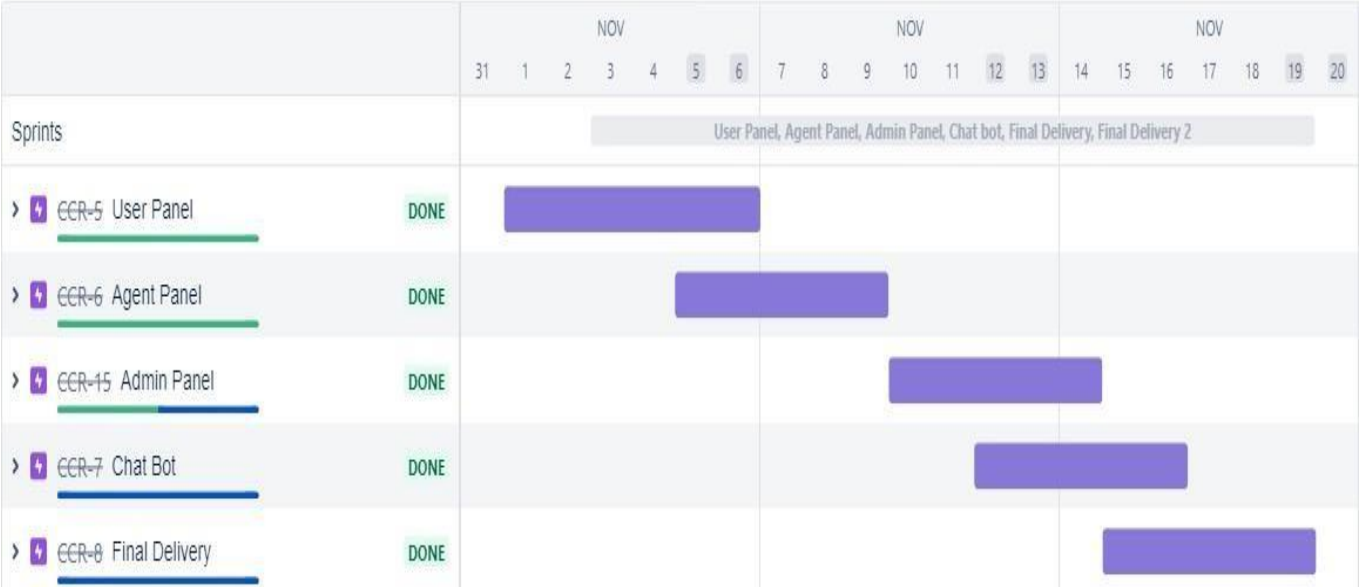 NOV NOV NOV
31 1 2 3 4 5 6 7 8 9 10 11 12 13 14 15 16 17 18 19 20
Sprints User Panel, Agent Panel, Admin Panel, Chat bot, Final Delivery, Final Delivery 2
CCR-5 User Panel DONE
CCR-6 Agent Panel DONE
CCR-15 Admin Panel DONE
CCR-7 Chat Bot DONE
CCR-8 Final Delivery DONE